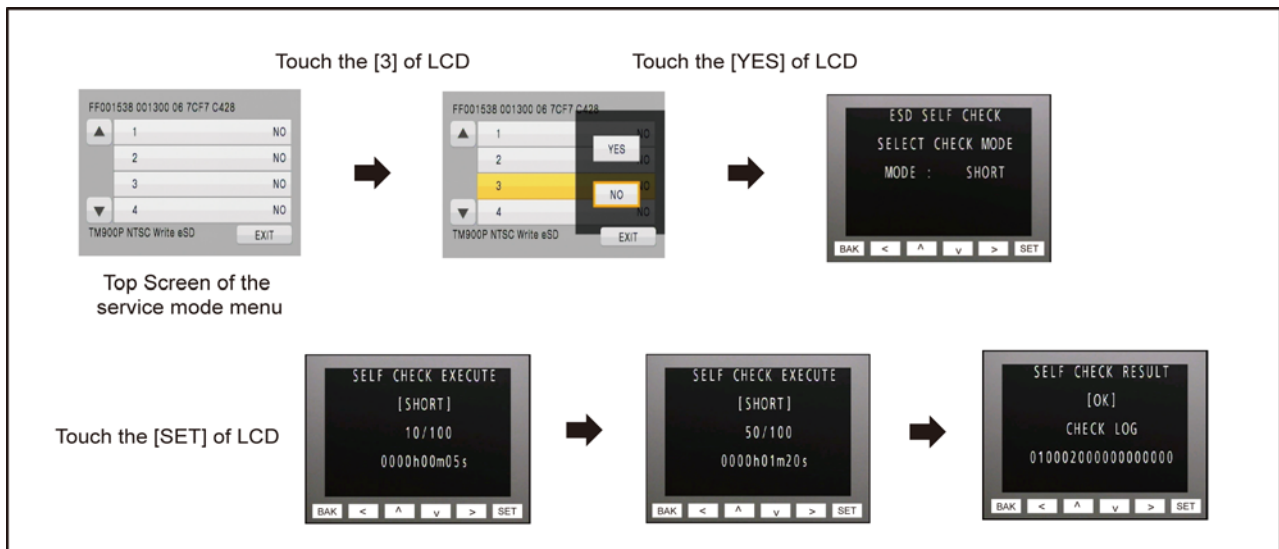 Touch the [3] of LCD
Touch the [YES] of LCD
FF001538 001300 06 7CF7 C428
▲ 1 NO
2 NO
3 NO
▼ 4 NO
TM900P NTSC Write eSD EXIT
Top Screen of the
service mode menu
FF001538 001300 06 7CF7 C428
▲ 1 NO
YES
2 NO
3 NO
NO
▼ 4 NO
TM900P NTSC Write eSD EXIT
ESD SELF CHECK
SELECT CHECK MODE
MODE : SHORT
BAK < ^ v > SET
Touch the [SET] of LCD
SELF CHECK EXECUTE
[SHORT]
10/100
0000h00m05s
BAK < ^ v > SET
SELF CHECK EXECUTE
[SHORT]
50/100
0000h01m20s
BAK < ^ v > SET
SELF CHECK RESULT
[OK]
CHECK LOG
010002000000000000
BAK < ^ v > SET